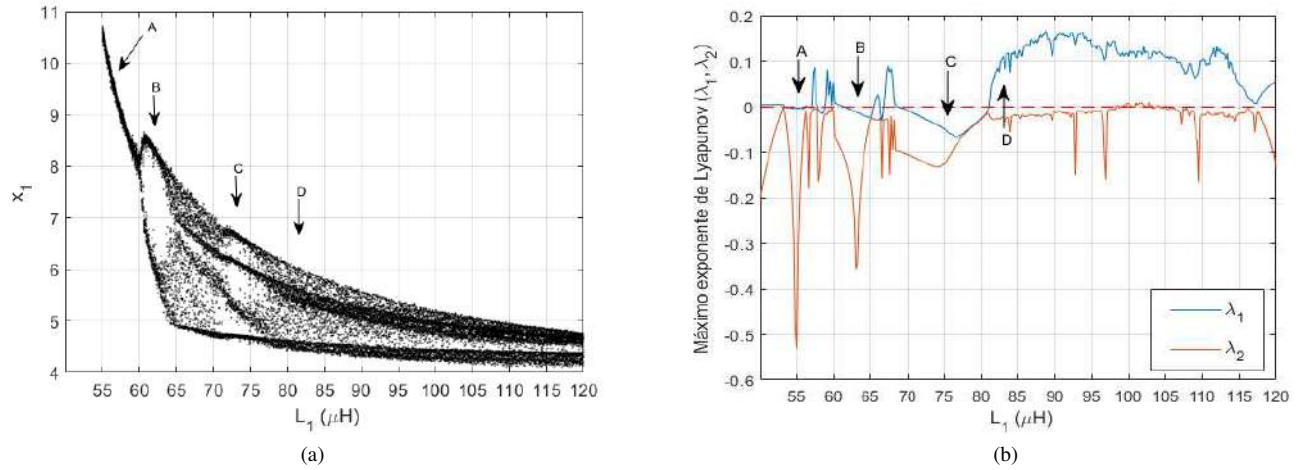 11
10
9
8
7
6
5
4
x₁
A
B
C
D
55 60 65 70 75 80 85 90 95 100 105 110 115 120
L₁ (μH)
(a)
0.2
0.1
0
-0.1
-0.2
-0.3
-0.4
-0.5
-0.6
Máximo exponente de Lyapunov (λ₁, λ₂)
A
B
C
D
λ₁
λ₂
55 60 65 70 75 80 85 90 95 100 105 110 115 120
L₁ (μH)
(b)